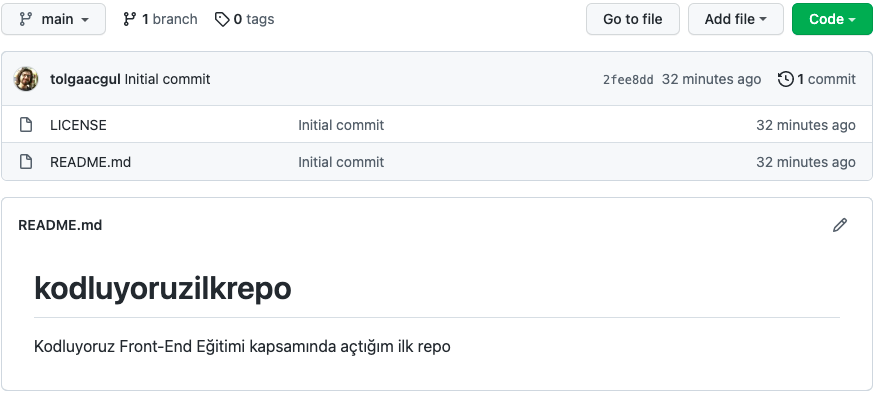 main 1 branch 0 tags Go to file Add file Code
tolgaacgul Initial commit 2fee8dd 32 minutes ago 1 commit
LICENSE Initial commit 32 minutes ago
README.md Initial commit 32 minutes ago
README.md
kodluyoruzilkrepo
Kodluyoruz Front-End Eğitimi kapsamında açtığım ilk repo